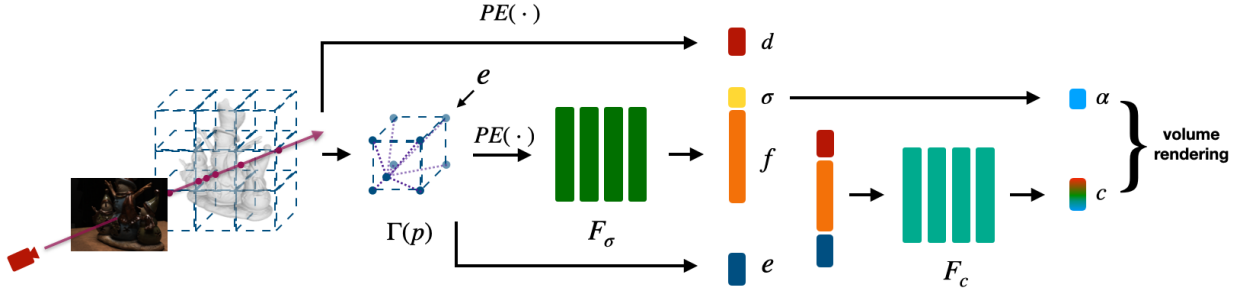 PE( · )
d
e
σ
α
PE( · )
f
volume
rendering
c
Γ(p)
F_σ
e
F_c